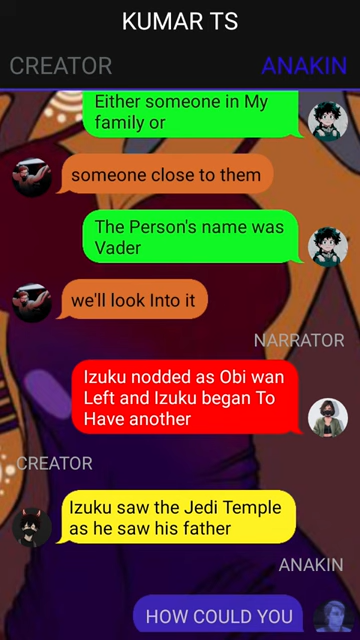 KUMAR TS
CREATOR
ANAKIN
Either someone in My
family or
someone close to them
The Person's name was
Vader
we'll look Into it
NARRATOR
Izuku nodded as Obi wan
Left and Izuku began To
Have another
CREATOR
Izuku saw the Jedi Temple
as he saw his father
ANAKIN
HOW COULD YOU